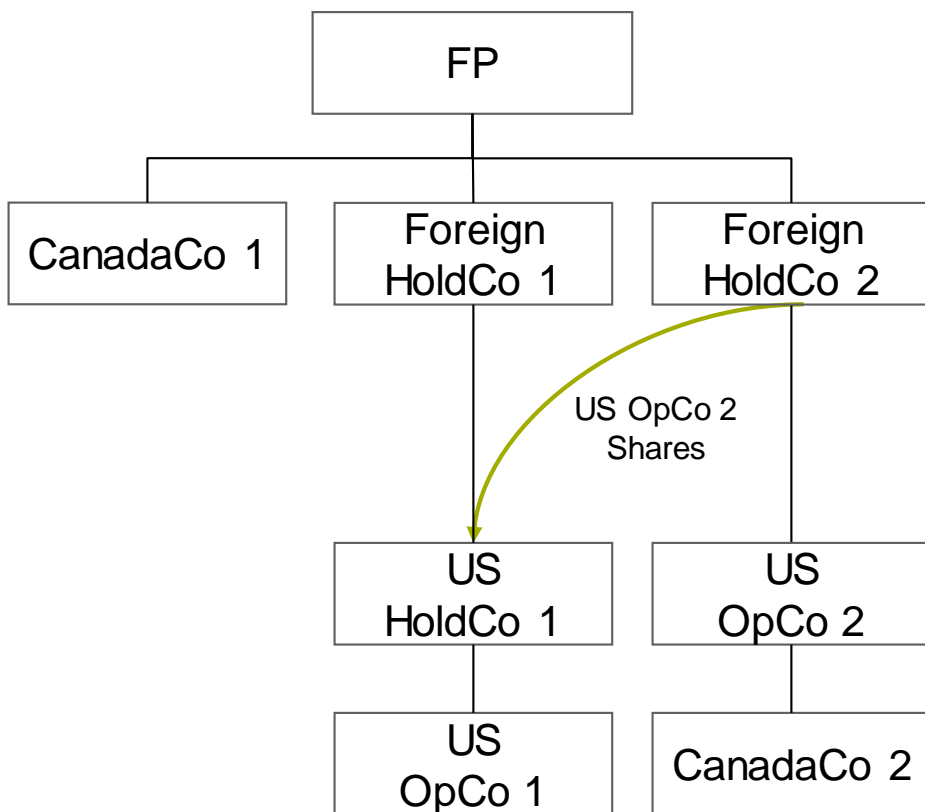 FP
CanadaCo 1
Foreign
HoldCo 1
Foreign
HoldCo 2
US OpCo 2
Shares
US
HoldCo 1
US
OpCo 2
US
OpCo 1
CanadaCo 2